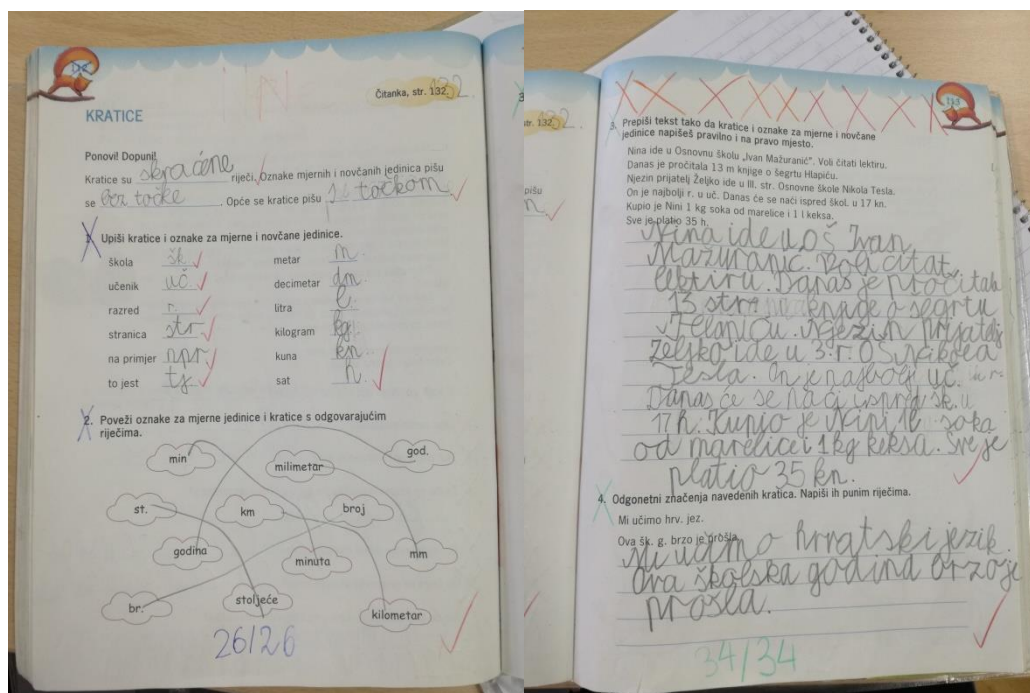 Čitanka, str. 132.
132.
KRATICE
Ponovi! Dopuni!
Kratice su skraćene riječi. Oznake mjernih i novčanih jedinica pišu
se bez točke. Opće se kratice pišu s točkom
1. Upiši kratice i oznake za mjerne i novčane jedinice.
škola šk. metar m
učenik uč. decimetar dm
razred r. litra l
stranica str. kilogram kg
na primjer npr. kuna kn
to jest tj. sat h
2. Poveži oznake za mjerne jedinice i kratice s odgovarajućim
riječima.
min milimetar god.
st. km broj
godina minuta mm
br. stoljeće kilometar
26/26
113
3. Prepiši tekst tako da kratice i oznake za mjerne i novčane
jedinice napišeš pravilno i na pravo mjesto.
Nina ide u Osnovnu školu „Ivan Mažuranić". Voli čitati lektiru.
Danas je pročitala 13 m knjige o šegrtu Hlapiću.
Njezin prijatelj Željko ide u III. str. Osnovne škole Nikola Tesla.
On je najbolji r. u uč. Danas će se naći ispred škol. u 17 kn.
Kupio je Nini 1 kg soka od marelice i 1 l keksa.
Sve je platio 35 h.
Nina ide u OŠ Ivan
Mažuranić. Voli čitat
lektiru. Danas je pročitala
13 str. knjige o šegrtu
Hlapiću. Njezin prijatelj
Željko ide u 3. r. OŠ Nikola
Tesla. On je najbolji uč. u r.
Danas će se naći ispred šk. u
17 h. Kupio je Nini 1l soka
od marelice i 1 kg keksa. Sve je
platio 35 kn.
4. Odgonetni značenja navedenih kratica. Napiši ih punim riječima.
Mi učimo hrv. jez.
Ova šk. g. brzo je prošla.
Mi učimo hrvatski jezik.
Ova školska godina brzo je
prošla.
34/34